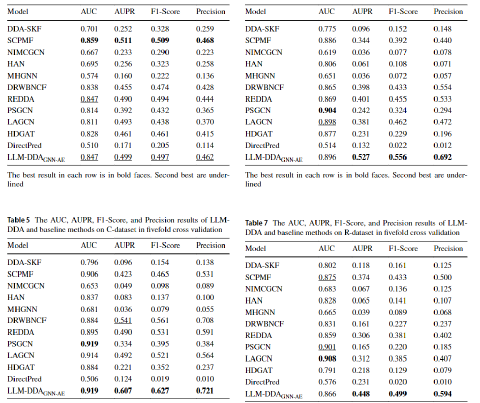 Model AUC AUPR F1-Score Precision
DDA-SKF 0.701 0.252 0.328 0.259
SCPMF 0.859 0.511 0.509 0.468
NIMCGCN 0.667 0.233 0.290 0.223
HAN 0.695 0.256 0.323 0.258
MHGNN 0.574 0.160 0.222 0.136
DRWBNCF 0.838 0.455 0.474 0.428
REDDA 0.847 0.490 0.494 0.444
PSGCN 0.814 0.392 0.432 0.365
LAGCN 0.811 0.493 0.438 0.370
HDGAT 0.828 0.461 0.461 0.415
DirectPred 0.510 0.171 0.205 0.114
LLM-DDAGNN-AE 0.847 0.499 0.497 0.462
The best result in each row is in bold faces. Second best are under-
lined
Model AUC AUPR F1-Score Precision
DDA-SKF 0.775 0.096 0.152 0.148
SCPMF 0.886 0.344 0.392 0.440
NIMCGCN 0.619 0.036 0.077 0.078
HAN 0.806 0.061 0.108 0.071
MHGNN 0.651 0.036 0.072 0.057
DRWBNCF 0.865 0.398 0.433 0.554
REDDA 0.869 0.401 0.455 0.533
PSGCN 0.904 0.242 0.324 0.294
LAGCN 0.898 0.381 0.462 0.472
HDGAT 0.877 0.231 0.229 0.196
DirectPred 0.514 0.132 0.022 0.012
LLM-DDAGNN-AE 0.896 0.527 0.556 0.692
The best result in each row is in bold faces. Second best are under-
lined
Table 5 The AUC, AUPR, F1-Score, and Precision results of LLM-
DDA and baseline methods on C-dataset in fivefold cross validation
Model AUC AUPR F1-Score Precision
DDA-SKF 0.796 0.096 0.154 0.138
SCPMF 0.906 0.423 0.465 0.531
NIMCGCN 0.653 0.049 0.098 0.089
HAN 0.837 0.083 0.137 0.100
MHGNN 0.681 0.036 0.079 0.055
DRWBNCF 0.884 0.541 0.561 0.708
REDDA 0.895 0.490 0.531 0.591
PSGCN 0.919 0.334 0.395 0.384
LAGCN 0.914 0.492 0.521 0.564
HDGAT 0.884 0.221 0.352 0.237
DirectPred 0.506 0.124 0.019 0.010
LLM-DDAGNN-AE 0.919 0.607 0.627 0.721
Table 7 The AUC, AUPR, F1-Score, and Precision results of LLM-
DDA and baseline methods on R-dataset in fivefold cross validation
Model AUC AUPR F1-Score Precision
DDA-SKF 0.802 0.118 0.161 0.125
SCPMF 0.875 0.374 0.433 0.500
NIMCGCN 0.683 0.067 0.136 0.125
HAN 0.828 0.065 0.141 0.107
MHGNN 0.665 0.039 0.089 0.068
DRWBNCF 0.831 0.161 0.227 0.237
REDDA 0.859 0.306 0.381 0.402
PSGCN 0.901 0.165 0.220 0.185
LAGCN 0.908 0.312 0.385 0.407
HDGAT 0.791 0.218 0.129 0.079
DirectPred 0.576 0.231 0.020 0.010
LLM-DDAGNN-AE 0.866 0.448 0.499 0.594